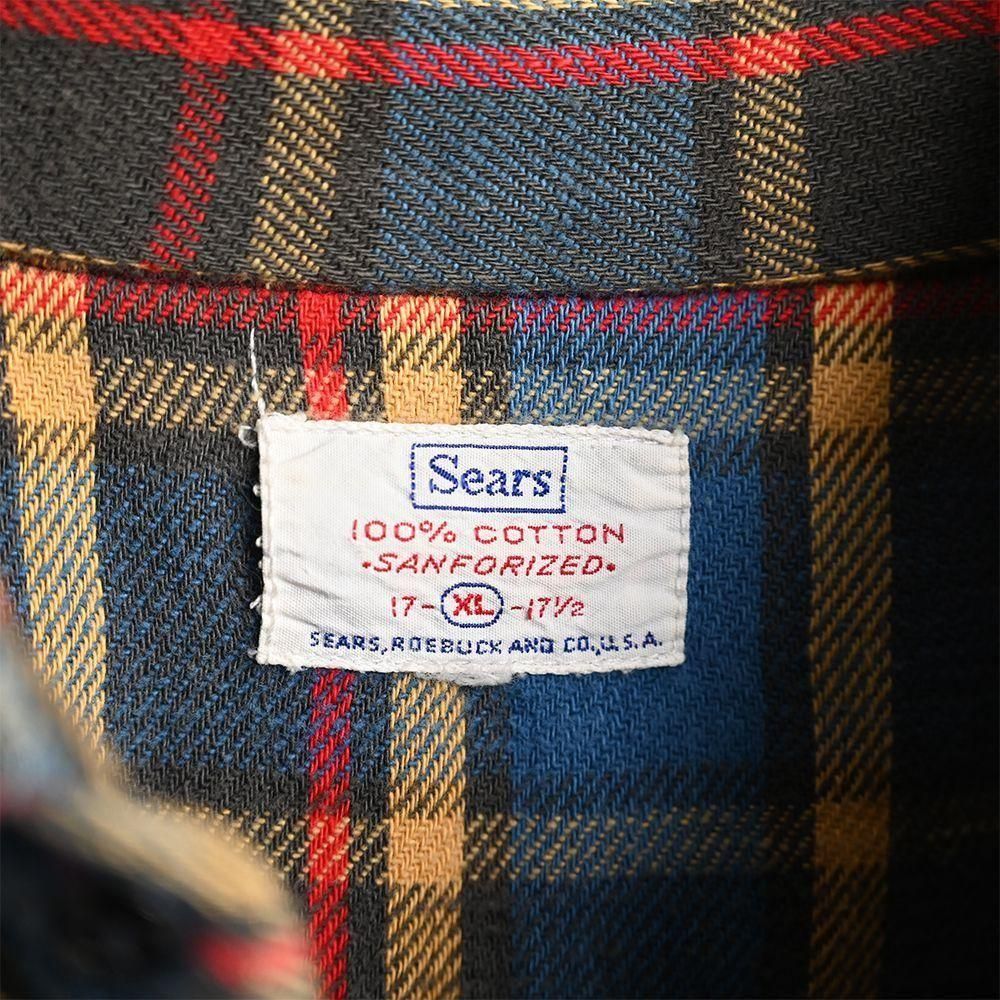 Sears
100% COTTON
•SANFORIZED•
17-XL-17½
SEARS, ROEBUCK AND CO., U.S.A.